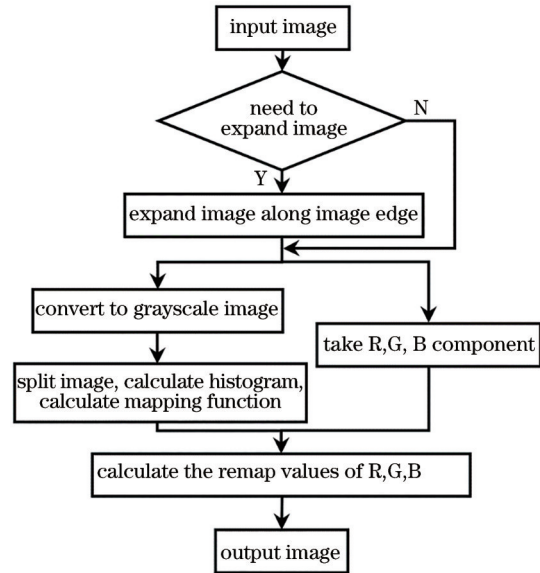 input image
need to
expand image
N
Y
expand image along image edge
convert to grayscale image
take R,G, B component
split image, calculate histogram,
calculate mapping function
calculate the remap values of R,G,B
output image